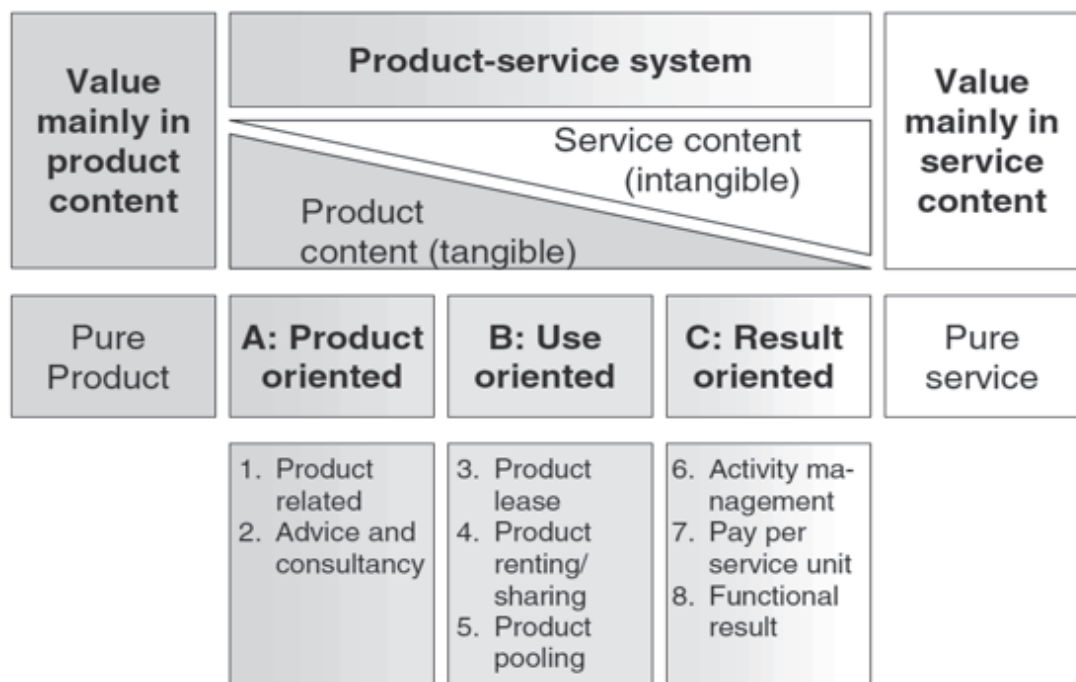 Value
mainly in
product
content
Product-service system
Service content
(intangible)
Product
content (tangible)
Value
mainly in
service
content
Pure
Product
A: Product
oriented
B: Use
oriented
C: Result
oriented
Pure
service
1. Product
related
2. Advice and
consultancy
3. Product
lease
4. Product
renting/
sharing
5. Product
pooling
6. Activity ma-
nagement
7. Pay per
service unit
8. Functional
result